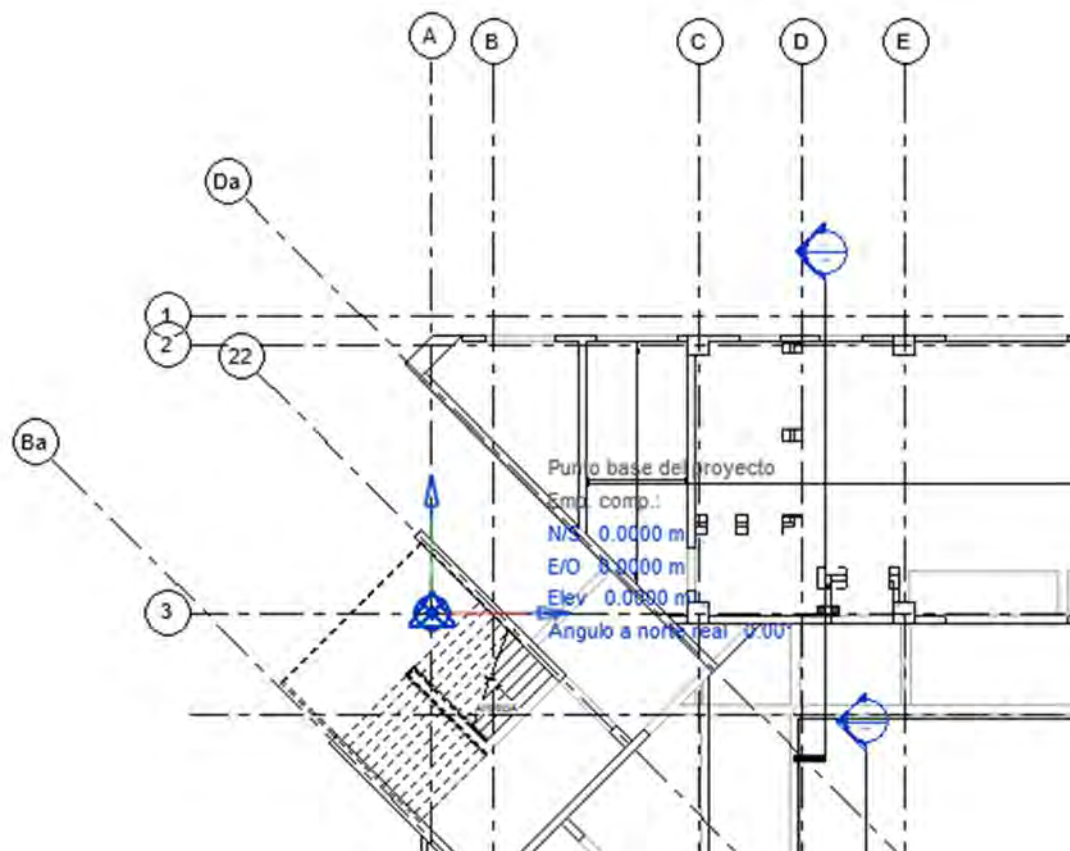 A
B
C
D
E
Da
1
2
22
Ba
Punto base del proyecto
Emp. comp.:
N/S 0.0000 m
E/O 0.0000 m
Elev 0.0000 m
Angulo a norte real 0.00°
3